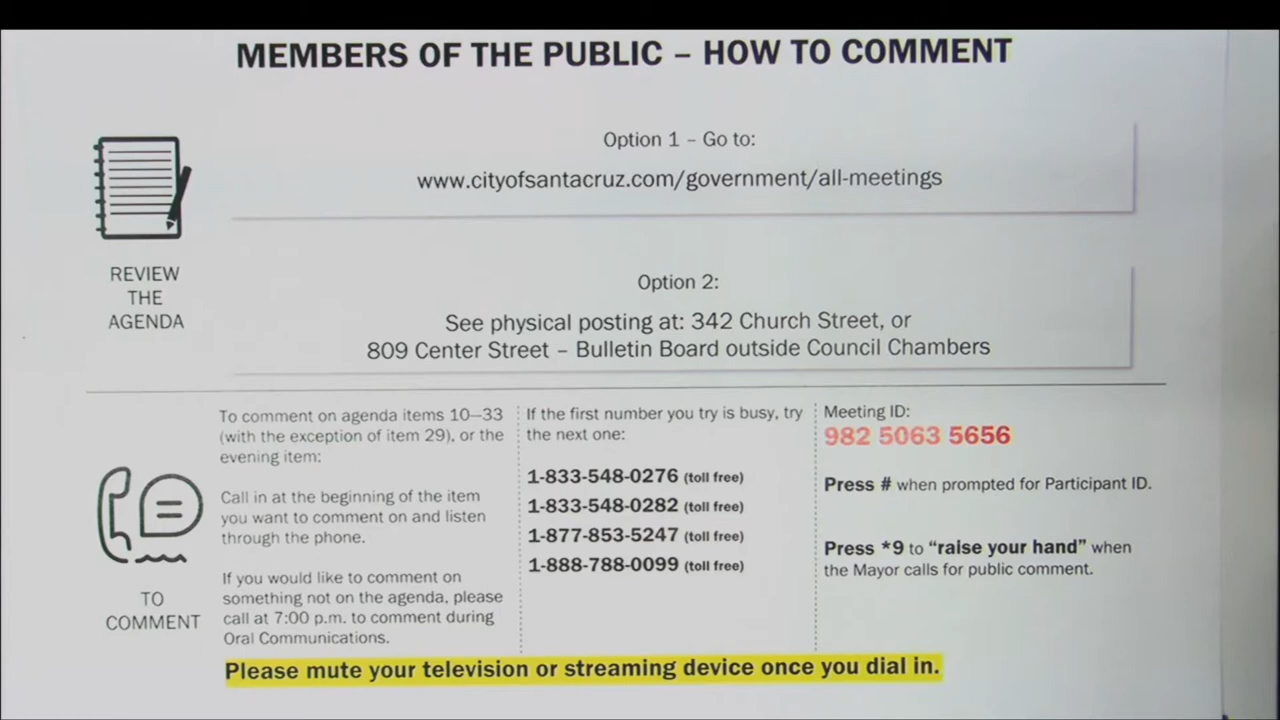 MEMBERS OF THE PUBLIC – HOW TO COMMENT
Option 1 – Go to:
www.cityofsantacruz.com/government/all-meetings
REVIEW
THE
AGENDA
Option 2:
See physical posting at: 342 Church Street, or
809 Center Street – Bulletin Board outside Council Chambers
TO
COMMENT
To comment on agenda items 10–33
(with the exception of item 29), or the
evening item:
Call in at the beginning of the item
you want to comment on and listen
through the phone.
If you would like to comment on
something not on the agenda, please
call at 7:00 p.m. to comment during
Oral Communications.
If the first number you try is busy, try
the next one:
1-833-548-0276 (toll free)
1-833-548-0282 (toll free)
1-877-853-5247 (toll free)
1-888-788-0099 (toll free)
Meeting ID:
982 5063 5656
Press # when prompted for Participant ID.
Press *9 to “raise your hand” when
the Mayor calls for public comment.
Please mute your television or streaming device once you dial in.